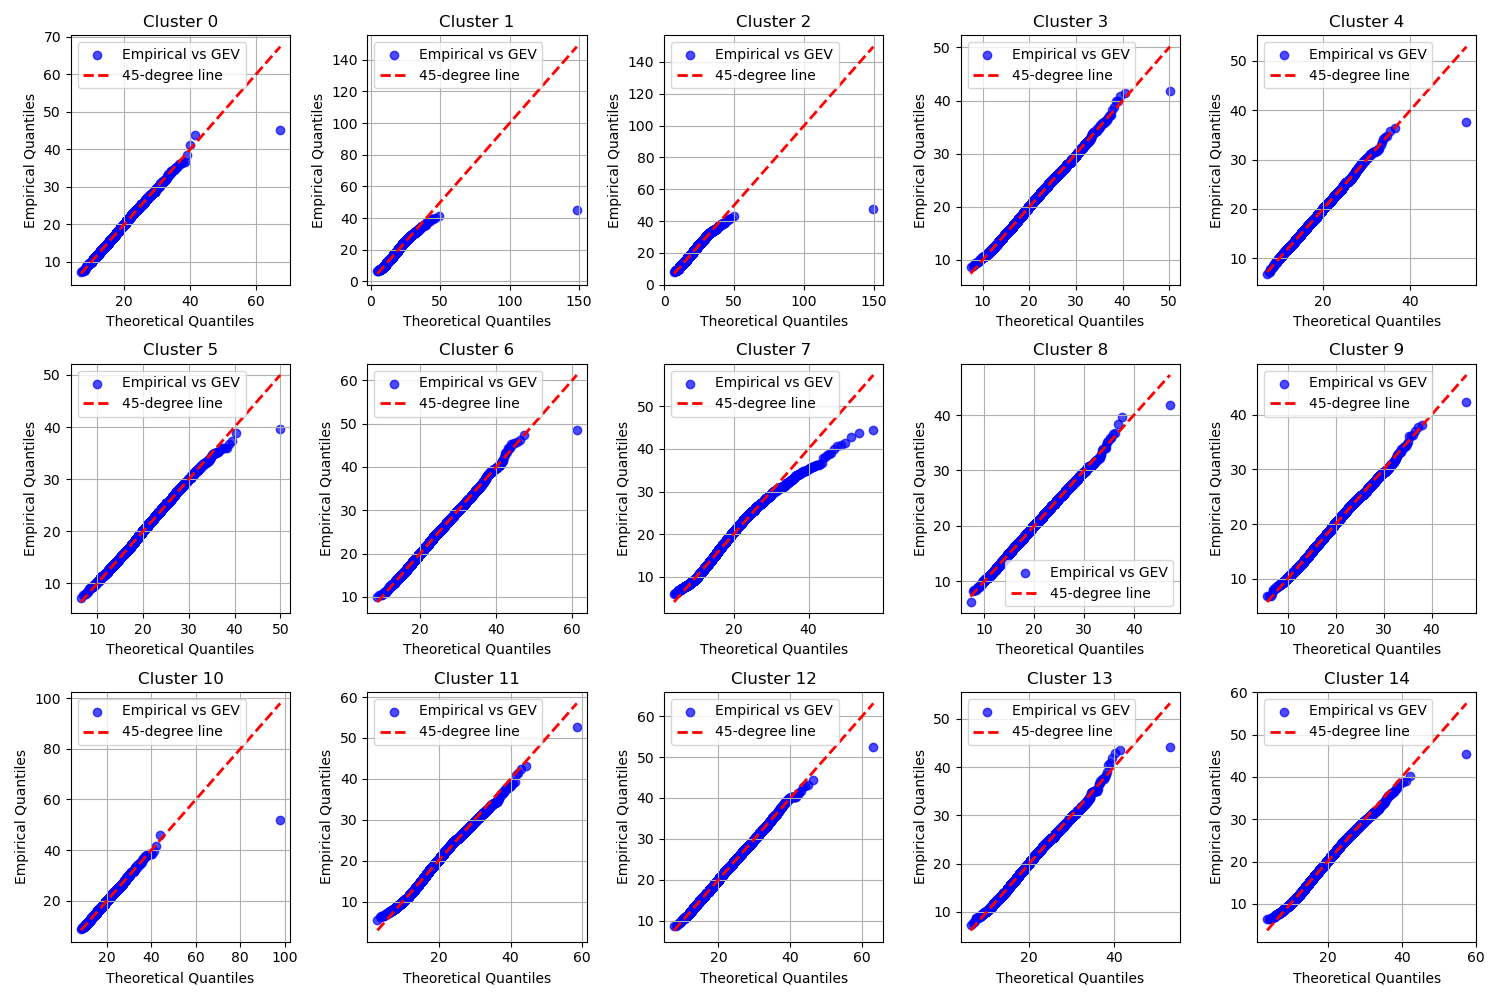 Cluster 0
Empirical Quantiles
70
60
50
40
30
20
10
Empirical vs GEV
45-degree line
20 40 60
Theoretical Quantiles
Cluster 1
Empirical Quantiles
140
120
100
80
60
40
20
0
Empirical vs GEV
45-degree line
0 50 100 150
Theoretical Quantiles
Cluster 2
Empirical Quantiles
140
120
100
80
60
40
20
0
Empirical vs GEV
45-degree line
0 50 100 150
Theoretical Quantiles
Cluster 3
Empirical Quantiles
50
40
30
20
10
Empirical vs GEV
45-degree line
10 20 30 40 50
Theoretical Quantiles
Cluster 4
Empirical Quantiles
50
40
30
20
10
Empirical vs GEV
45-degree line
20 40
Theoretical Quantiles
Cluster 5
Empirical Quantiles
50
40
30
20
10
Empirical vs GEV
45-degree line
10 20 30 40 50
Theoretical Quantiles
Cluster 6
Empirical Quantiles
60
50
40
30
20
10
Empirical vs GEV
45-degree line
20 40 60
Theoretical Quantiles
Cluster 7
Empirical Quantiles
50
40
30
20
10
Empirical vs GEV
45-degree line
20 40
Theoretical Quantiles
Cluster 8
Empirical Quantiles
40
30
20
10
Empirical vs GEV
45-degree line
10 20 30 40
Theoretical Quantiles
Cluster 9
Empirical Quantiles
40
30
20
10
Empirical vs GEV
45-degree line
10 20 30 40
Theoretical Quantiles
Cluster 10
Empirical Quantiles
100
80
60
40
20
Empirical vs GEV
45-degree line
20 40 60 80 100
Theoretical Quantiles
Cluster 11
Empirical Quantiles
60
50
40
30
20
10
Empirical vs GEV
45-degree line
20 40 60
Theoretical Quantiles
Cluster 12
Empirical Quantiles
60
50
40
30
20
10
Empirical vs GEV
45-degree line
20 40 60
Theoretical Quantiles
Cluster 13
Empirical Quantiles
50
40
30
20
10
Empirical vs GEV
45-degree line
20 40
Theoretical Quantiles
Cluster 14
Empirical Quantiles
60
50
40
30
20
10
Empirical vs GEV
45-degree line
20 40 60
Theoretical Quantiles